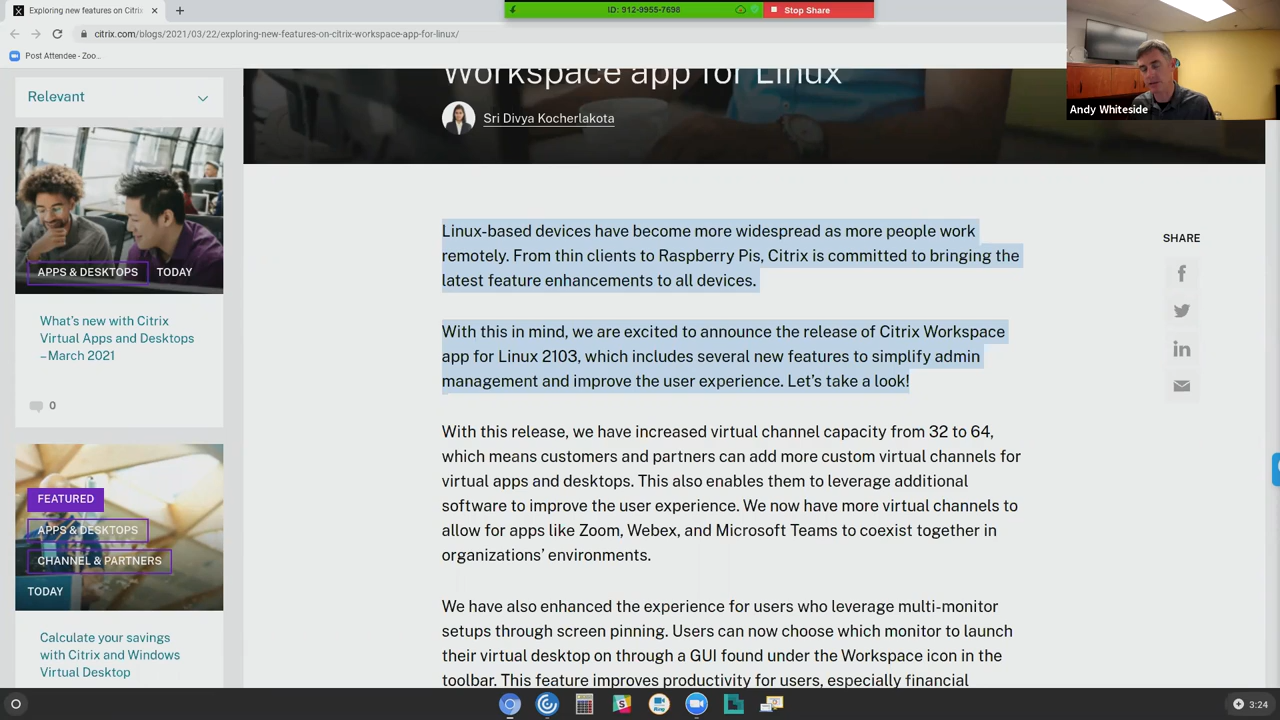 Exploring new features on Citrix
ID: 912-9955-7698
Stop Share
citrix.com/blogs/2021/03/22/exploring-new-features-on-citrix-workspace-app-for-linux/
Post Attendee - Zoo...
Andy Whiteside
Relevant
APPS & DESKTOPS
TODAY
What's new with Citrix
Virtual Apps and Desktops
– March 2021
0
FEATURED
APPS & DESKTOPS
CHANNEL & PARTNERS
TODAY
Calculate your savings
with Citrix and Windows
Virtual Desktop
Workspace app for Linux
Sri Divya Kocherlakota
Linux-based devices have become more widespread as more people work
remotely. From thin clients to Raspberry Pis, Citrix is committed to bringing the
latest feature enhancements to all devices.
With this in mind, we are excited to announce the release of Citrix Workspace
app for Linux 2103, which includes several new features to simplify admin
management and improve the user experience. Let's take a look!
With this release, we have increased virtual channel capacity from 32 to 64,
which means customers and partners can add more custom virtual channels for
virtual apps and desktops. This also enables them to leverage additional
software to improve the user experience. We now have more virtual channels to
allow for apps like Zoom, Webex, and Microsoft Teams to coexist together in
organizations' environments.
We have also enhanced the experience for users who leverage multi-monitor
setups through screen pinning. Users can now choose which monitor to launch
their virtual desktop on through a GUI found under the Workspace icon in the
toolbar. This feature improves productivity for users, especially financial
SHARE
3:24